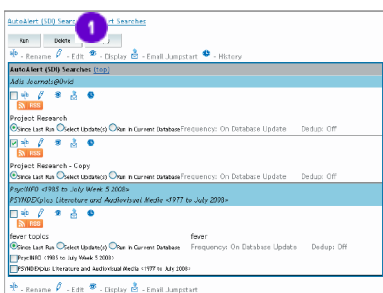 AutoAlert (SDI) Searc
rt Searches
Run
Delete
1
- Rename
- Edit
- Display
- Email Jumpstart
- History
AutoAlert (SDI) Searches (top)
Adis Journals@Ovid
RSS
Project Research
Since Last Run Select Update(s) Run in Current Database Frequency: On Database Update Dedup: Off
RSS
Project Research - Copy
Since Last Run Select Update(s) Run in Current Database Frequency: On Database Update Dedup: Off
PsycINFO <1985 to July Week 5 2008>
PSYNDEXplus Literature and Audiovisual Media <1977 to July 2008>
RSS
fever topics
fever
Since Last Run Select Update(s) Run in Current Database Frequency: On Database Update Dedup: Off
PsycINFO <1985 to July Week 5 2008>
PSYNDEXplus Literature and Audiovisual Media <1977 to July 2008>
- Rename
- Edit
- Display
- Email Jumpstart